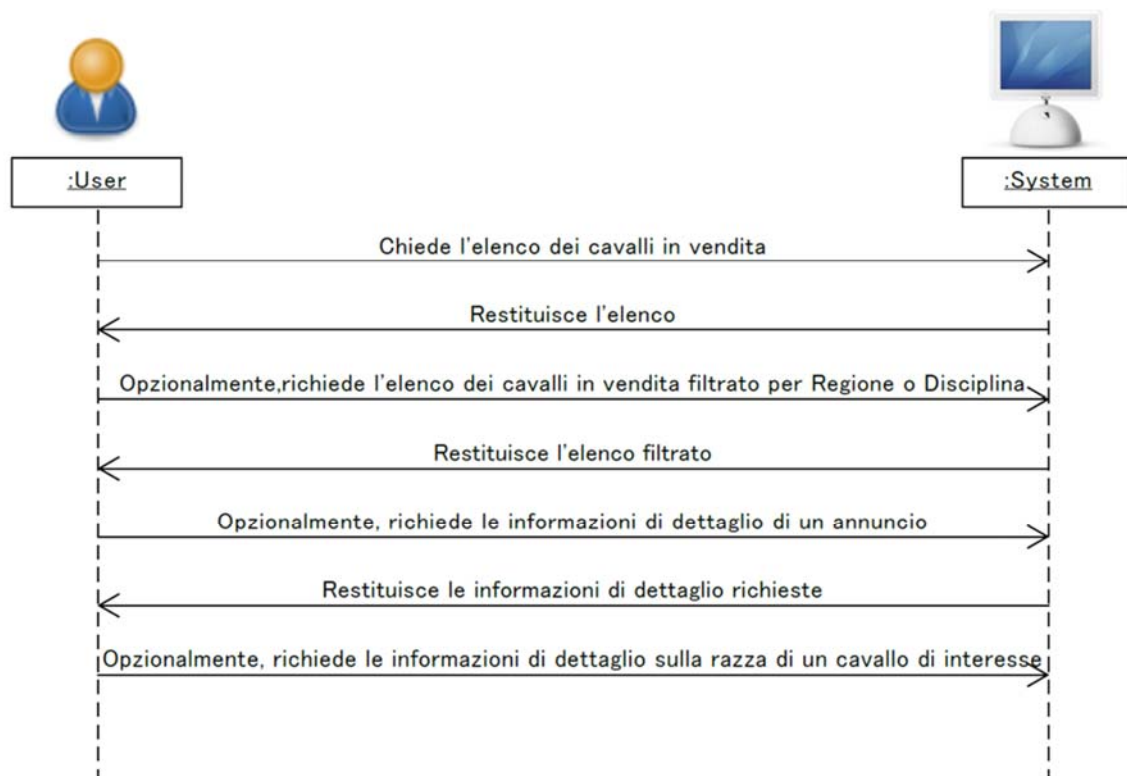 :User
:System
Chiede l'elenco dei cavalli in vendita
Restituisce l'elenco
Opzionalmente,richiede l'elenco dei cavalli in vendita filtrato per Regione o Disciplina
Restituisce l'elenco filtrato
Opzionalmente, richiede le informazioni di dettaglio di un annuncio
Restituisce le informazioni di dettaglio richieste
Opzionalmente, richiede le informazioni di dettaglio sulla razza di un cavallo di interesse